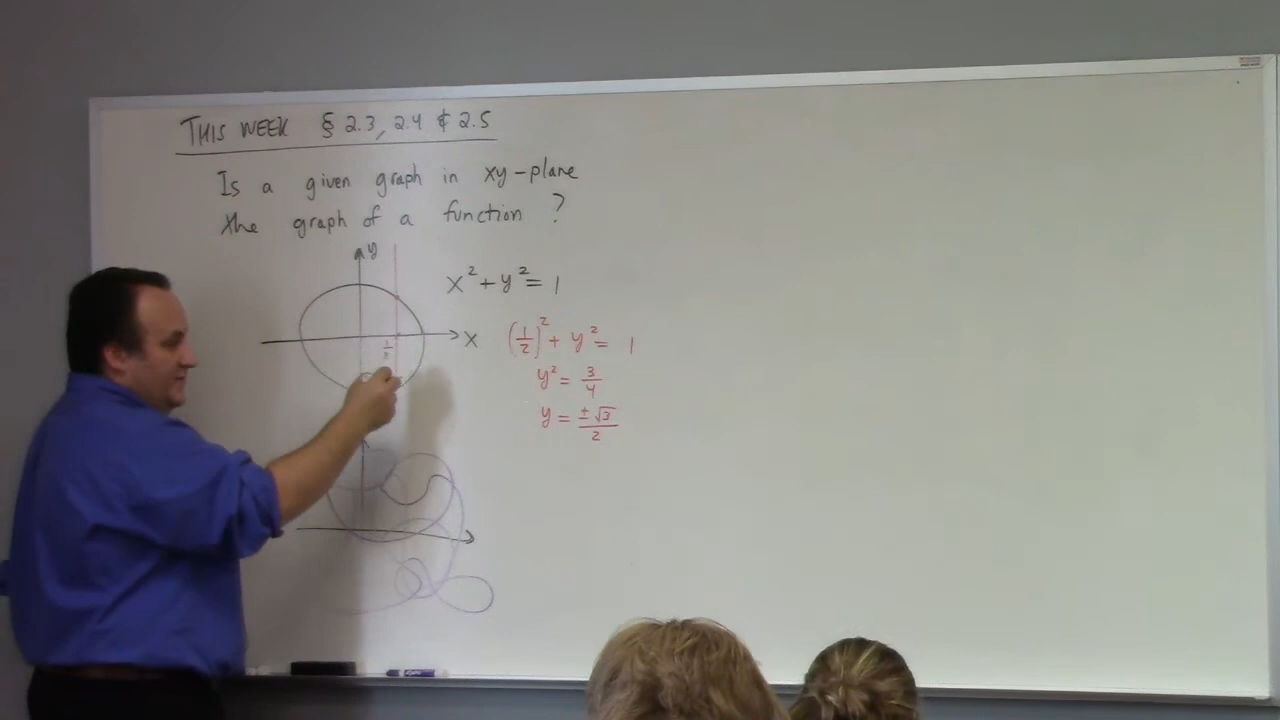 THIS WEEK § 2.3, 2.4 & 2.5
Is a given graph in xy-plane
the graph of a function ?
y
x² + y² = 1
x
(1/2)² + y² = 1
y² = 3/4
y = ±√3/2